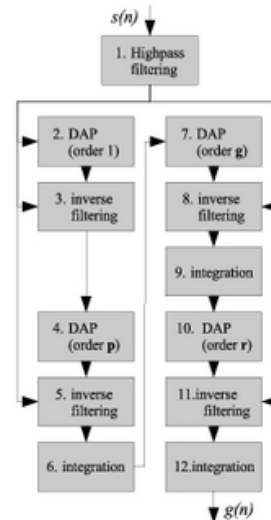 s(n)
1. Highpass
filtering
2. DAP
(order 1)
3. inverse
filtering
4. DAP
(order p)
5. inverse
filtering
6. integration
7. DAP
(order g)
8. inverse
filtering
9. integration
10. DAP
(order r)
11.inverse
filtering
12.integration
g(n)